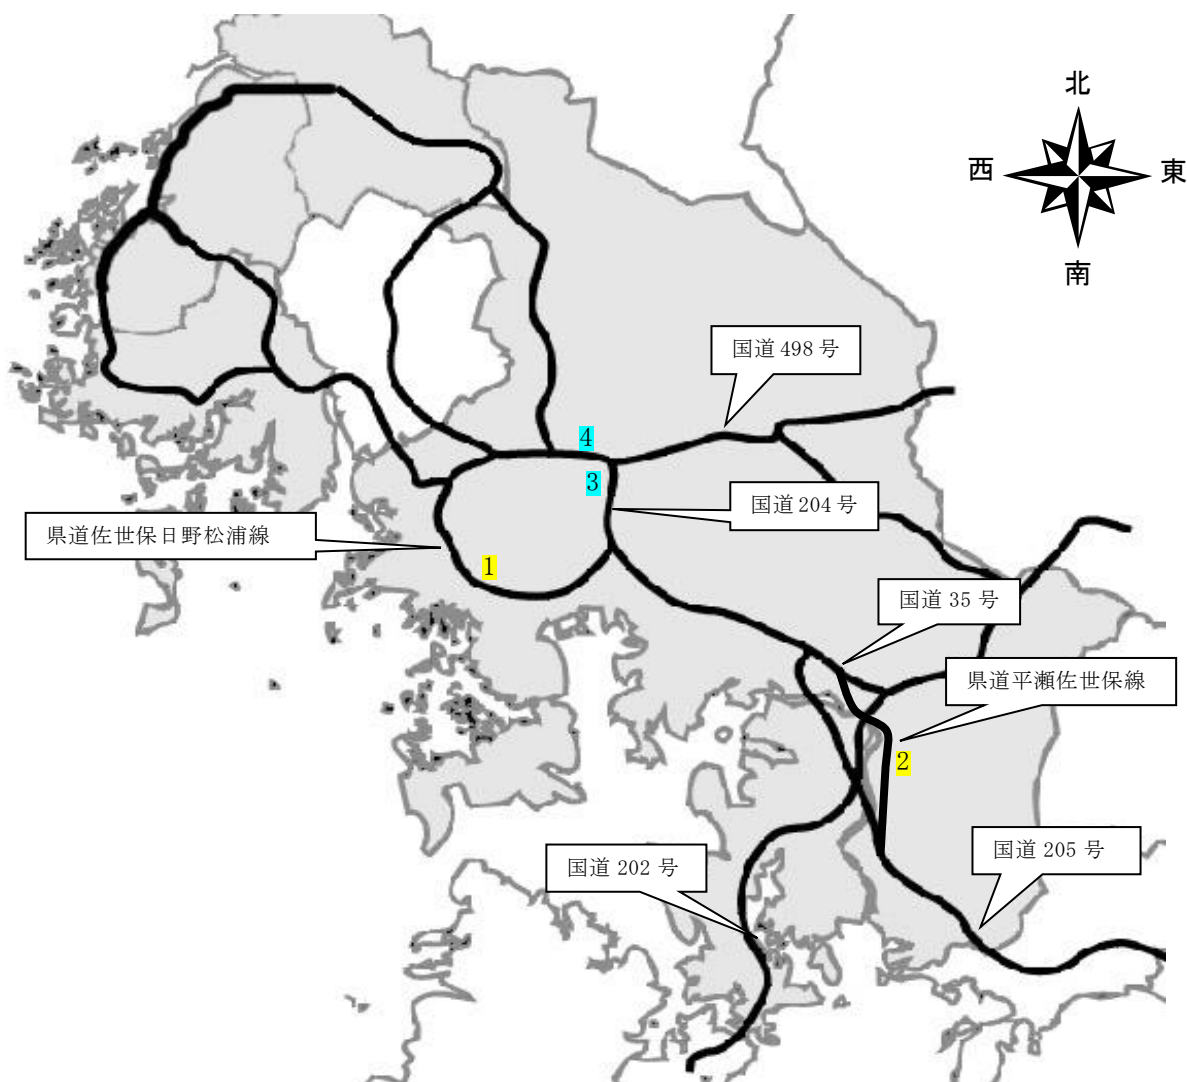 北
西
東
南
国道 498 号
4
3
国道 204 号
県道佐世保日野松浦線
1
国道 35 号
県道平瀬佐世保線
2
国道 205 号
国道 202 号